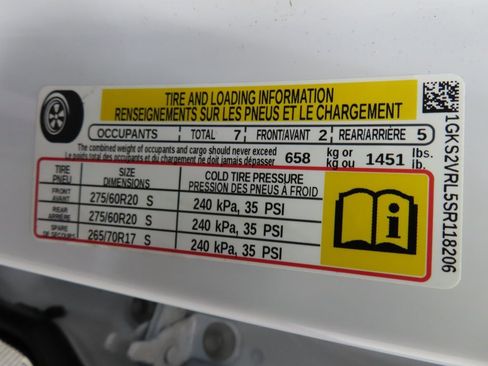 TIRE AND LOADING INFORMATION
RENSEIGNEMENTS SUR LES PNEUS ET LE CHARGEMENT
OCCUPANTS TOTAL 7 FRONT/AVANT 2 REAR/ARRIÈRE 5
The combined weight of occupants and cargo should never exceed
Le poids total des occupants et du chargement ne doit jamais dépasser 658 kg or kg ou 1451 lbs. lb.
TIRE PNEU SIZE DIMENSIONS COLD TIRE PRESSURE PRESSION DES PNEUS À FROID
FRONT AVANT 275/60R20 S 240 kPa, 35 PSI
REAR ARRIÈRE 275/60R20 S 240 kPa, 35 PSI
SPARE DE SECOURS 265/70R17 S 240 kPa, 35 PSI
1GKS2VRL5SR118206